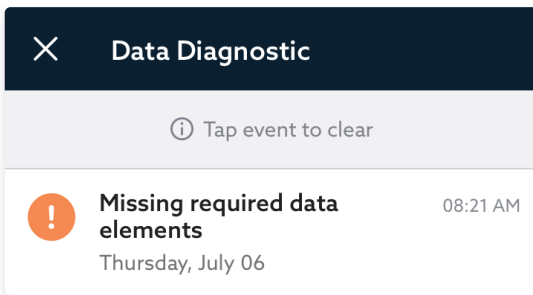 Data Diagnostic
Tap event to clear
Missing required data
08:21 AM
elements
Thursday, July 06